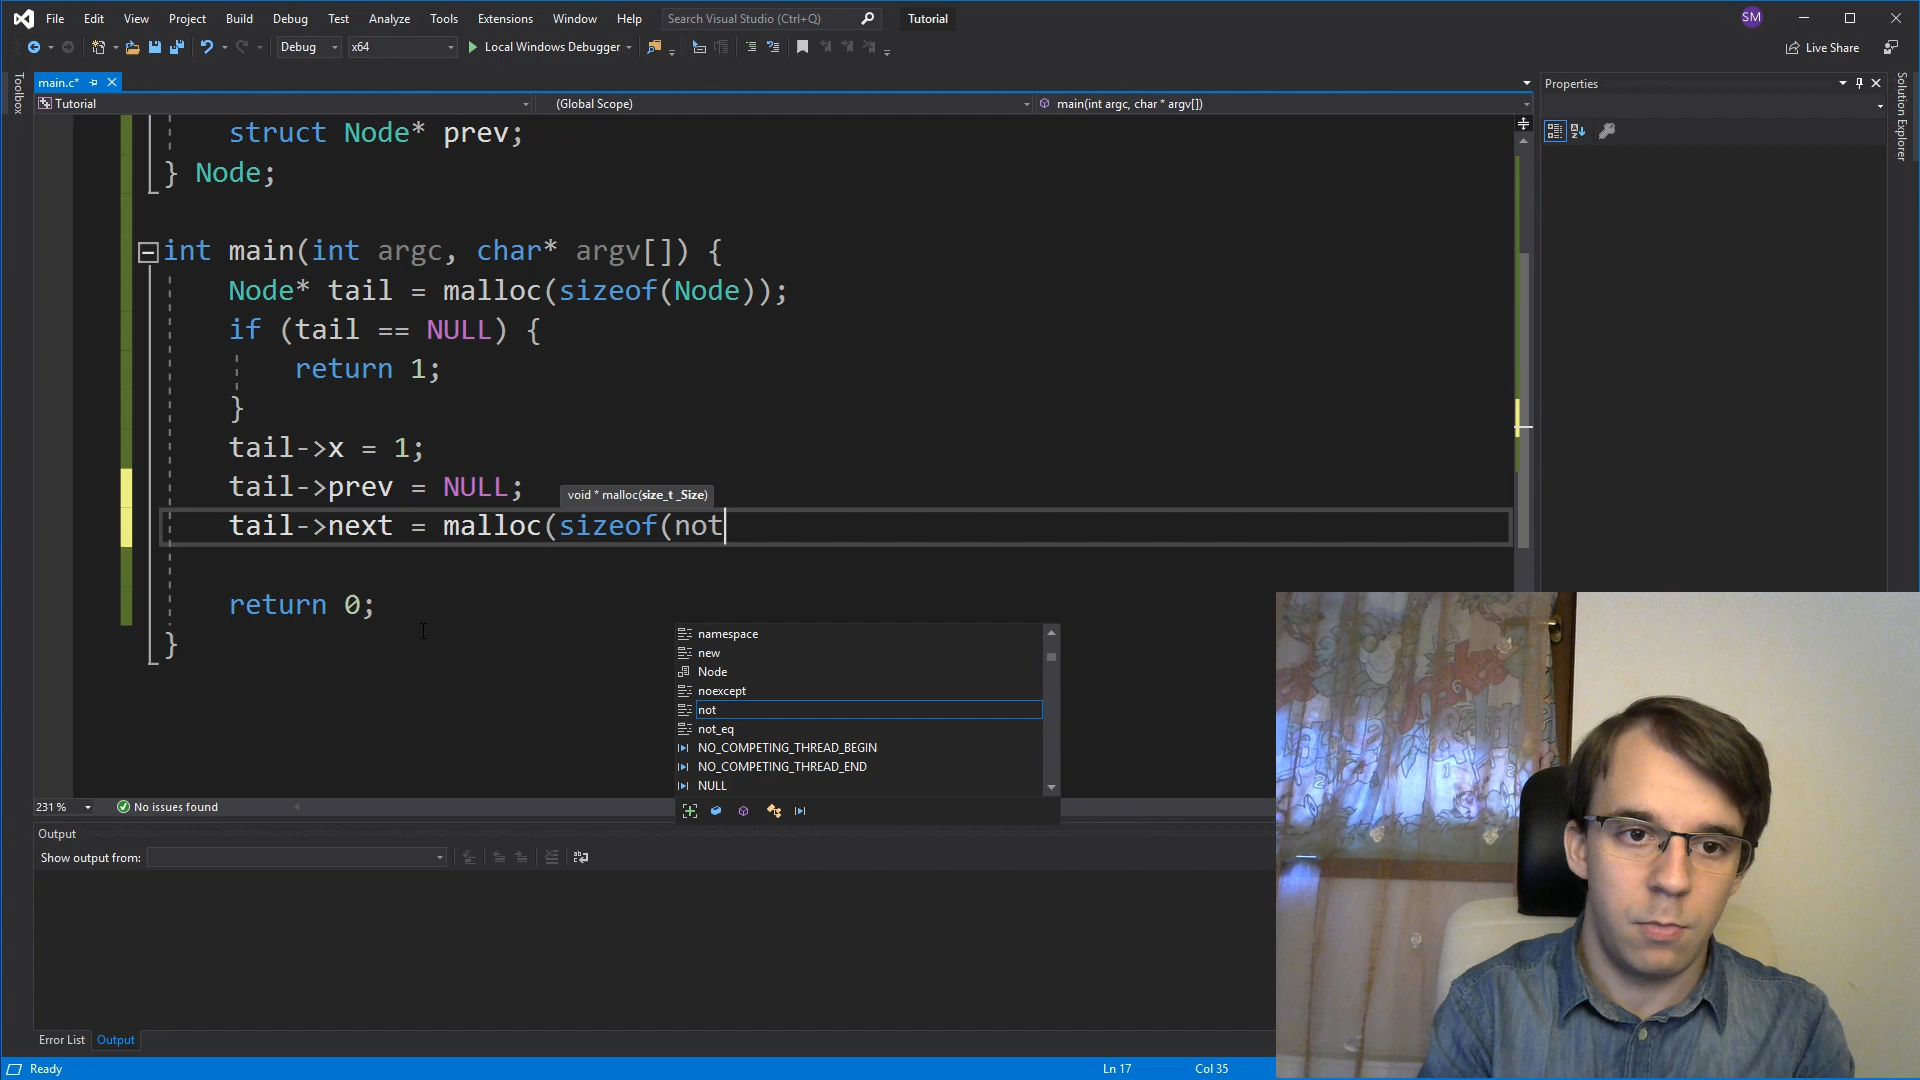 File Edit View Project Build Debug Test Analyze Tools Extensions Window Help Search Visual Studio (Ctrl+Q) Tutorial SM
Debug x64 Local Windows Debugger Live Share
Toolbox
main.c*
Tutorial (Global Scope) main(int argc, char * argv[])
struct Node* prev;
} Node;
int main(int argc, char* argv[]) {
Node* tail = malloc(sizeof(Node));
if (tail == NULL) {
return 1;
}
tail->x = 1;
tail->prev = NULL;
void * malloc(size_t _Size)
tail->next = malloc(sizeof(not
return 0;
}
namespace
new
Node
noexcept
not
not_eq
NO_COMPETING_THREAD_BEGIN
NO_COMPETING_THREAD_END
NULL
231 % No issues found
Output
Show output from:
Error List Output
Ready Ln 17 Col 35
Properties
Solution Explorer